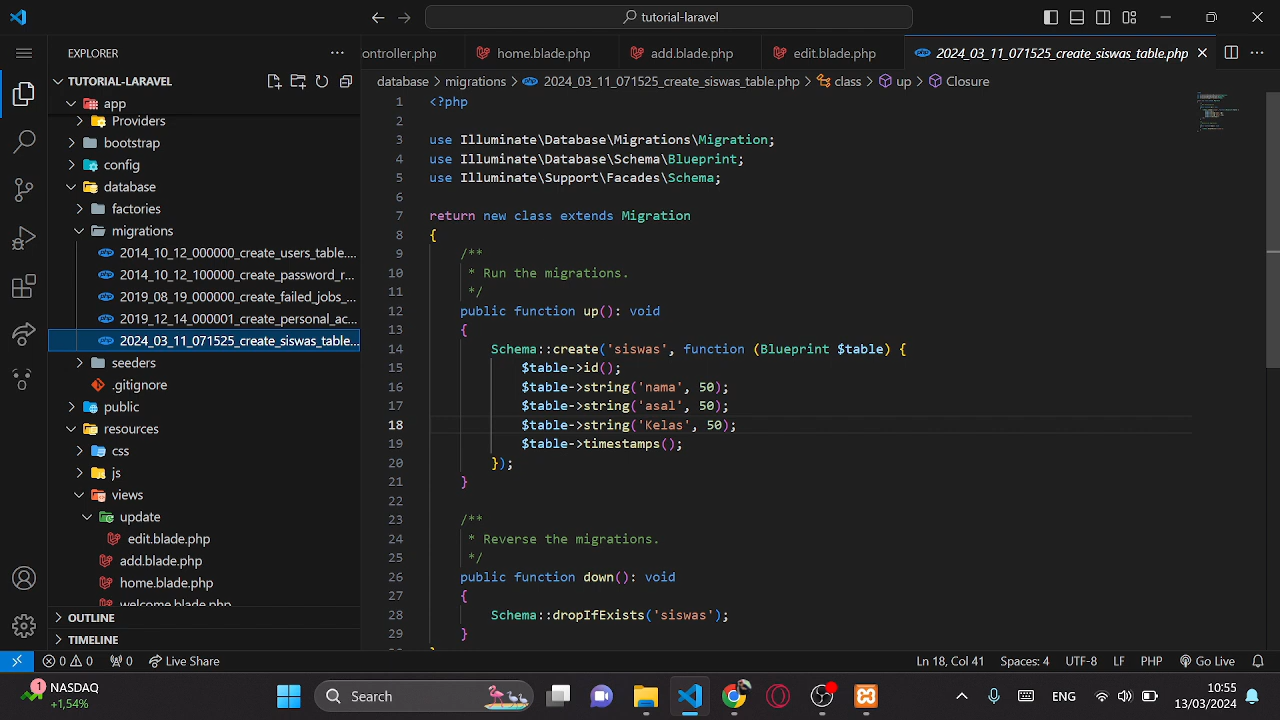 tutorial-laravel
EXPLORER
TUTORIAL-LARAVEL
app
Providers
bootstrap
config
database
factories
migrations
2014_10_12_000000_create_users_table....
2014_10_12_100000_create_password_r...
2019_08_19_000000_create_failed_jobs_...
2019_12_14_000001_create_personal_ac...
2024_03_11_071525_create_siswas_table...
seeders
.gitignore
public
resources
css
js
views
update
edit.blade.php
add.blade.php
home.blade.php
welcome.blade.php
OUTLINE
TIMELINE
ontroller.php
home.blade.php
add.blade.php
edit.blade.php
2024_03_11_071525_create_siswas_table.php
database > migrations > 2024_03_11_071525_create_siswas_table.php > class > up > Closure
1 <?php
2
3 use Illuminate\Database\Migrations\Migration;
4 use Illuminate\Database\Schema\Blueprint;
5 use Illuminate\Support\Facades\Schema;
6
7 return new class extends Migration
8 {
9 /**
10 * Run the migrations.
11 */
12 public function up(): void
13 {
14 Schema::create('siswas', function (Blueprint $table) {
15 $table->id();
16 $table->string('nama', 50);
17 $table->string('asal', 50);
18 $table->string('Kelas', 50);
19 $table->timestamps();
20 });
21 }
22
23 /**
24 * Reverse the migrations.
25 */
26 public function down(): void
27 {
28 Schema::dropIfExists('siswas');
29 }
0 0 0 Live Share
Ln 18, Col 41 Spaces: 4 UTF-8 LF PHP Go Live
1 NASDAQ
+1,54%
Search
ENG
10:55
13/03/2024